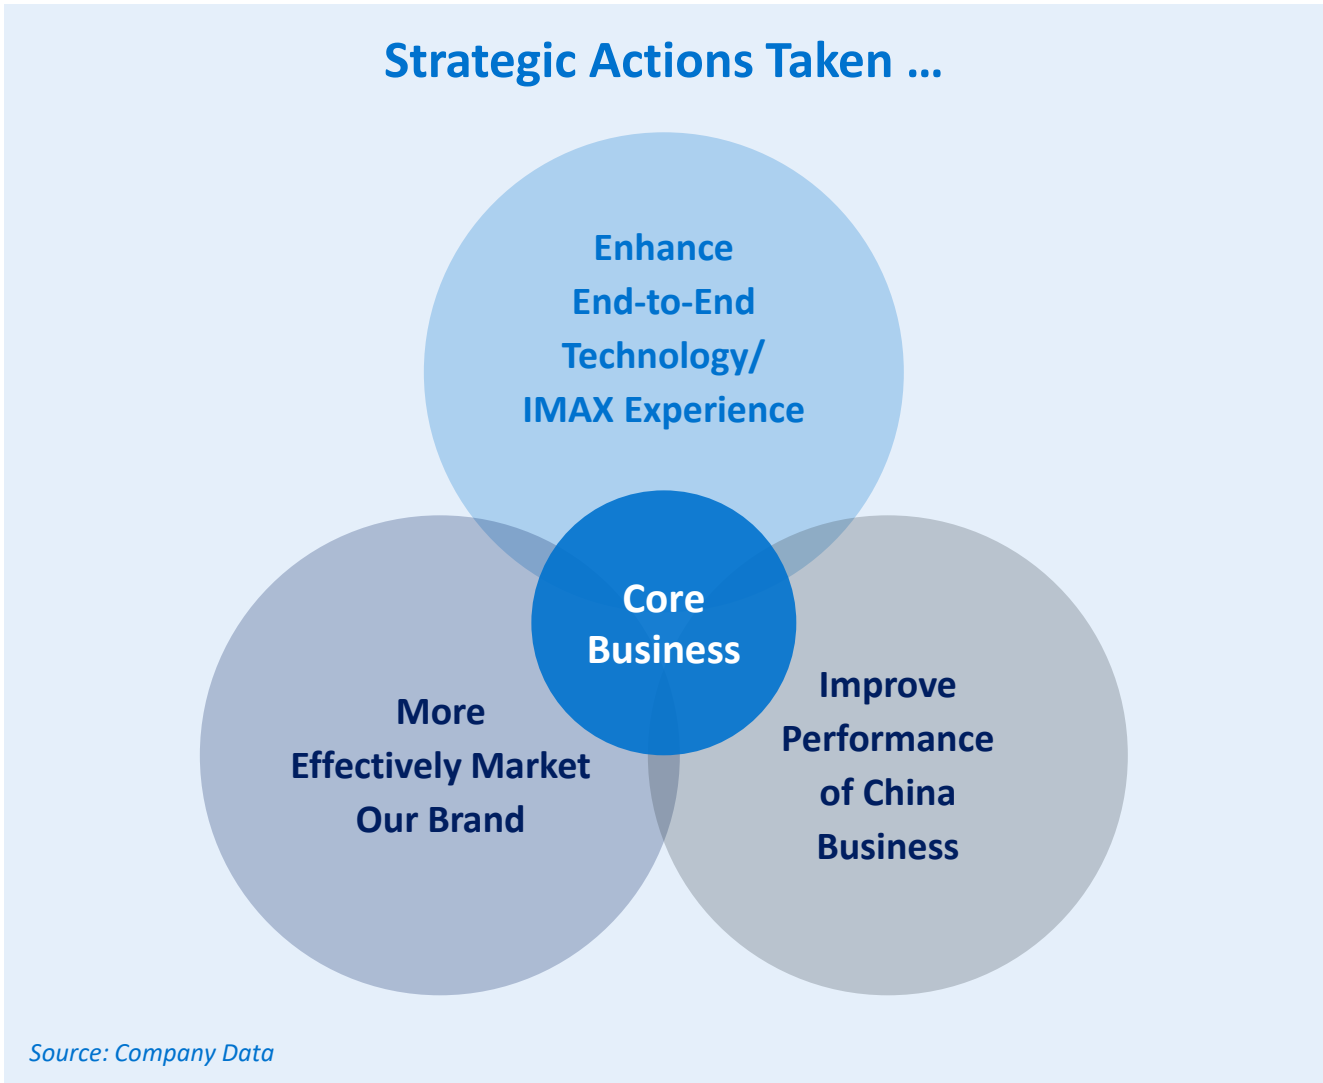 Strategic Actions Taken ...
Enhance
End-to-End
Technology/
IMAX Experience
Core
Business
More
Effectively Market
Our Brand
Improve
Performance
of China
Business
Source: Company Data